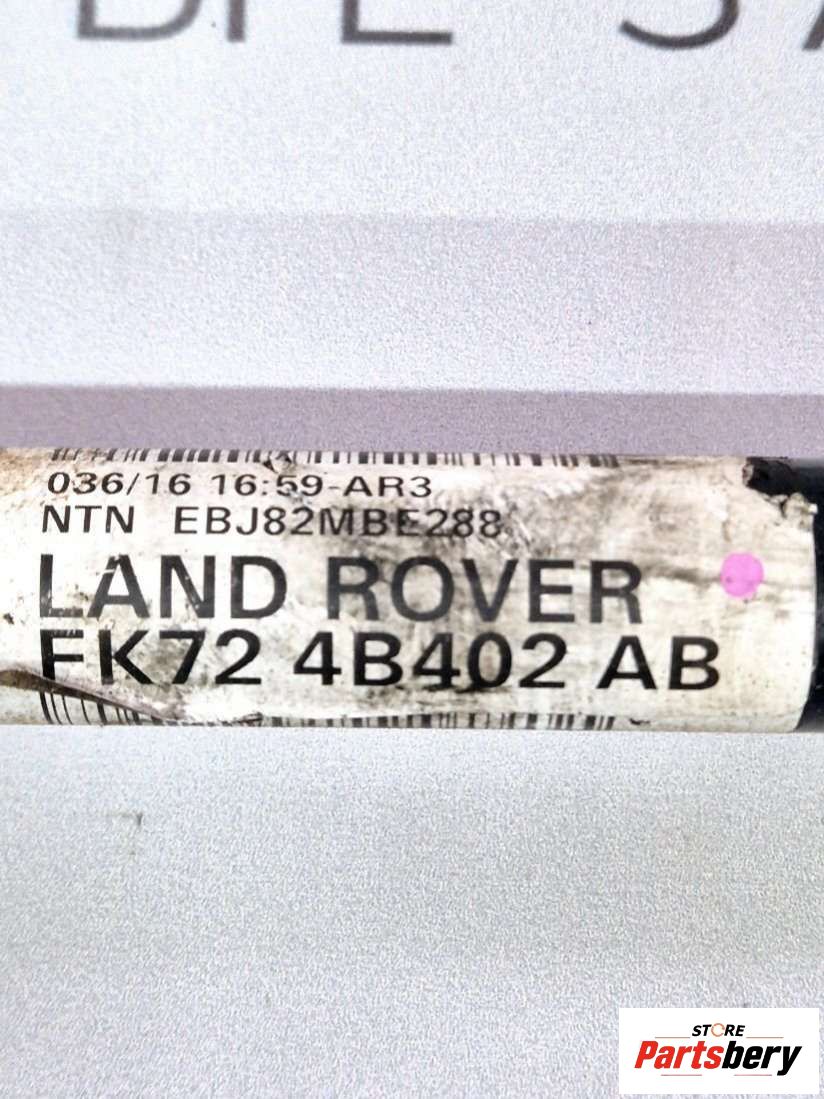 036/16 16:59-AR3
NTN EBJ82MBE288
LAND ROVER
FK72 4B402 AB
STORE
Partsbery